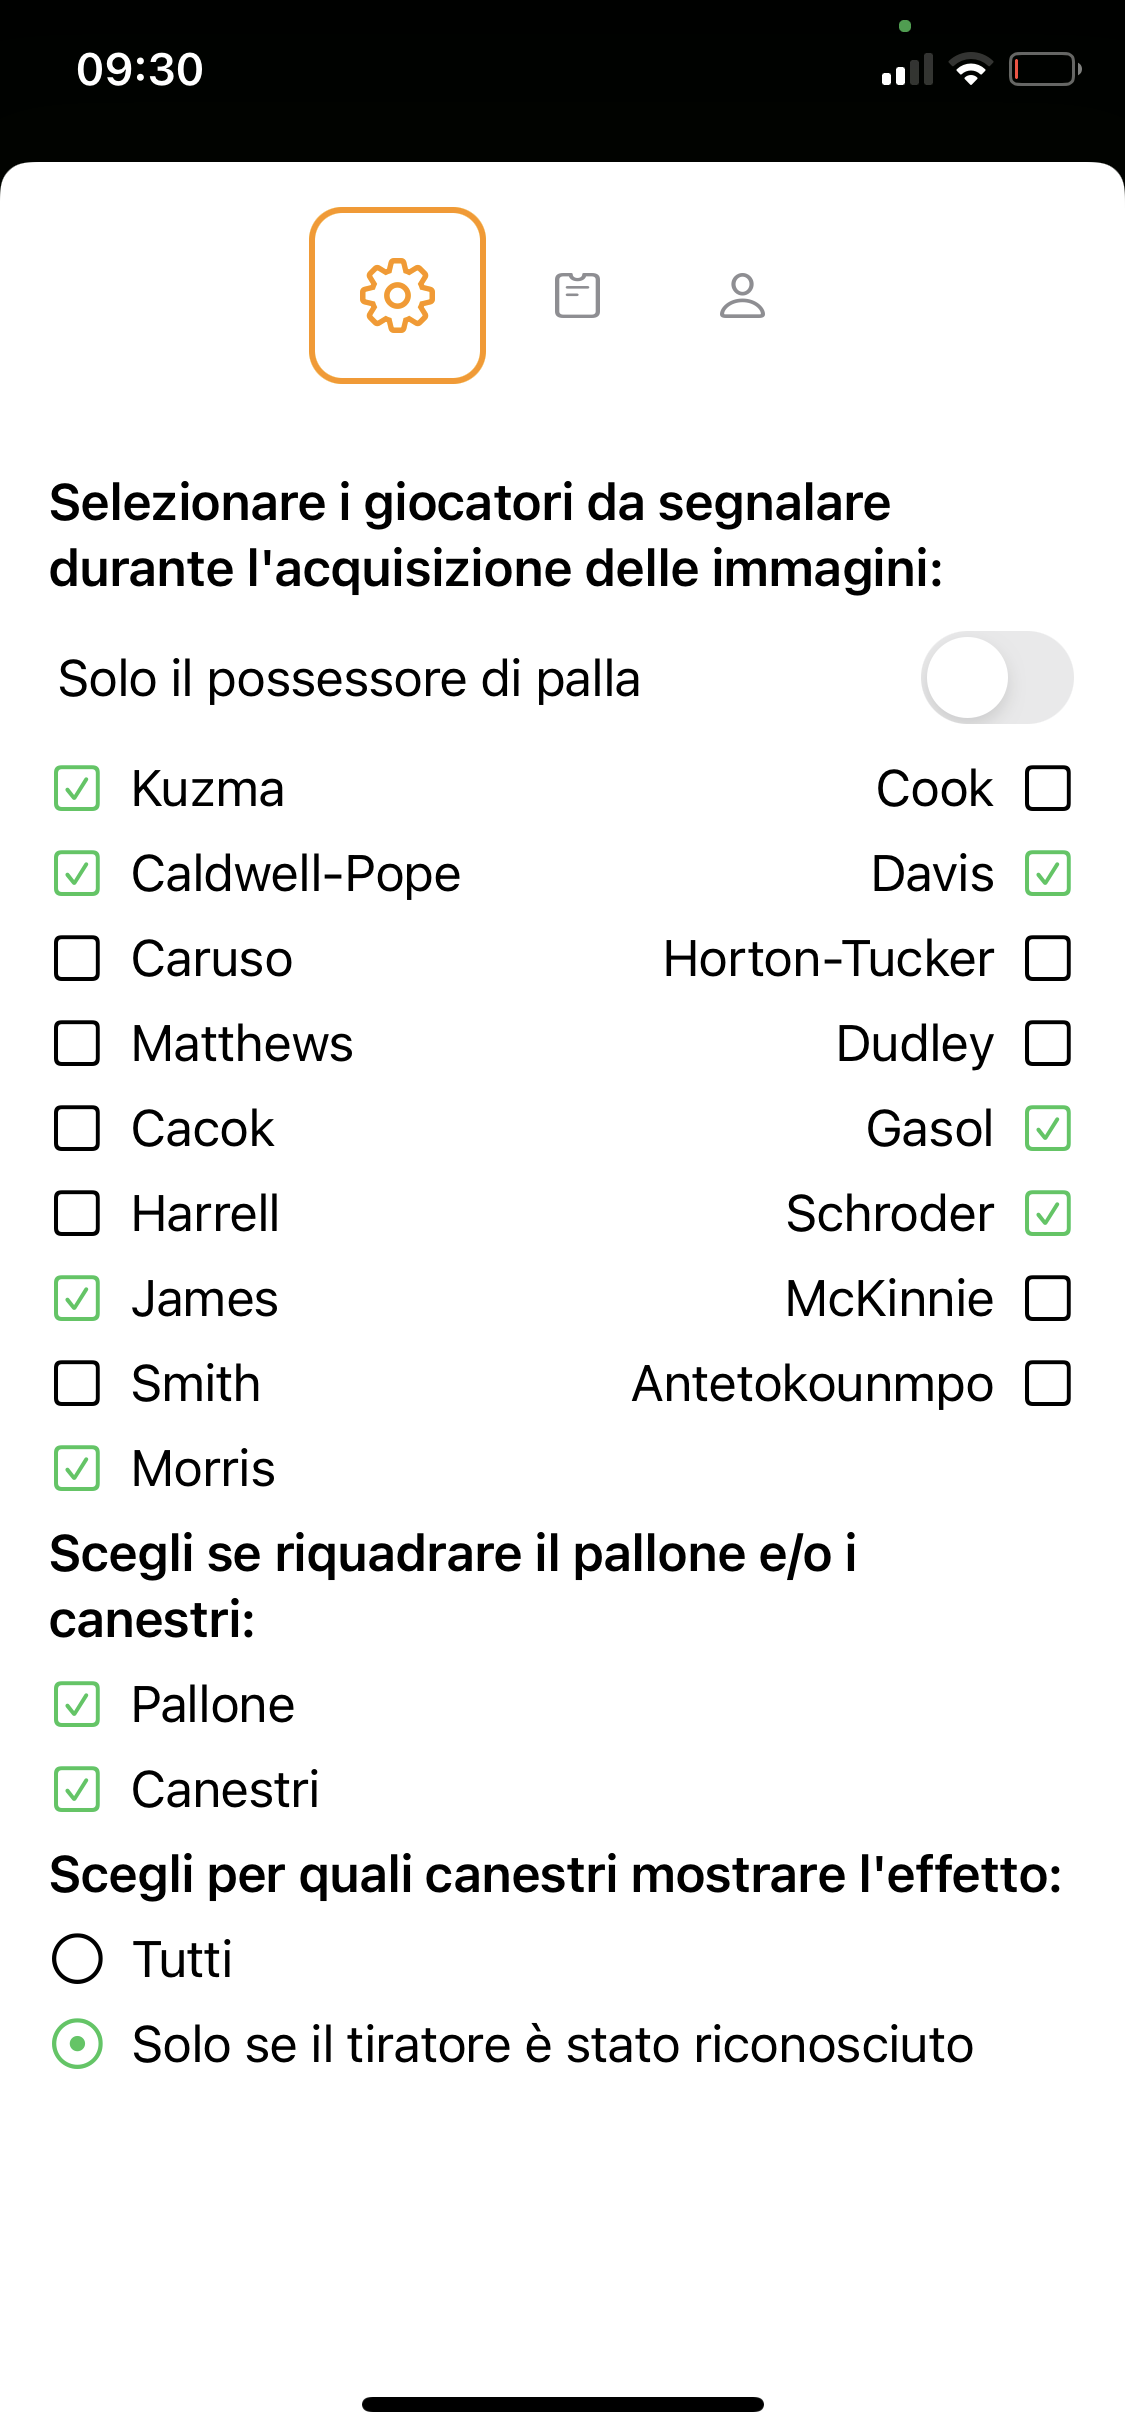 09:30
Selezionare i giocatori da segnalare
durante l'acquisizione delle immagini:
Solo il possessore di palla
Kuzma Cook
Caldwell-Pope Davis
Caruso Horton-Tucker
Matthews Dudley
Cacok Gasol
Harrell Schroder
James McKinnie
Smith Antetokounmpo
Morris
Scegli se riquadrare il pallone e/o i
canestri:
Pallone
Canestri
Scegli per quali canestri mostrare l'effetto:
Tutti
Solo se il tiratore è stato riconosciuto